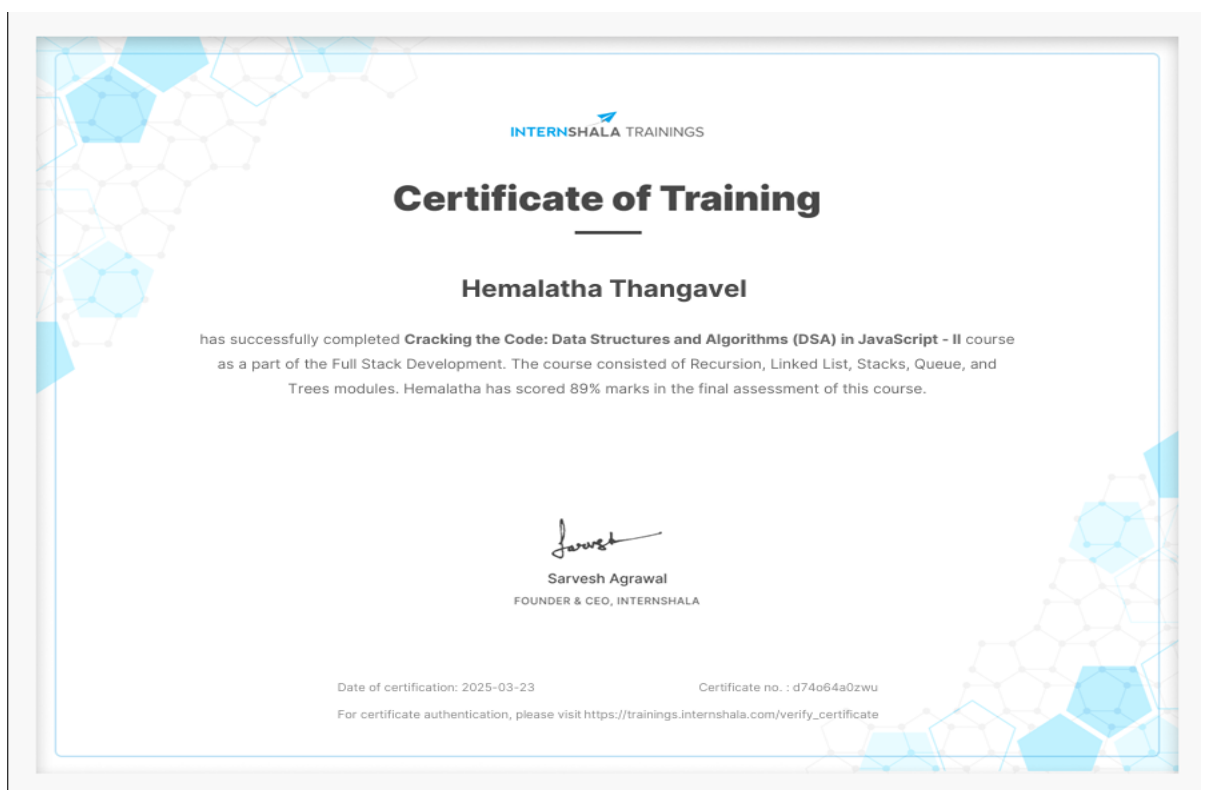 INTERNSHALA TRAININGS
Certificate of Training
Hemalatha Thangavel
has successfully completed Cracking the Code: Data Structures and Algorithms (DSA) in JavaScript - II course
as a part of the Full Stack Development. The course consisted of Recursion, Linked List, Stacks, Queue, and
Trees modules. Hemalatha has scored 89% marks in the final assessment of this course.
Sarvesh
Sarvesh Agrawal
FOUNDER & CEO, INTERNSHALA
Date of certification: 2025-03-23 Certificate no. : d74o64a0zwu
For certificate authentication, please visit https://trainings.internshala.com/verify_certificate